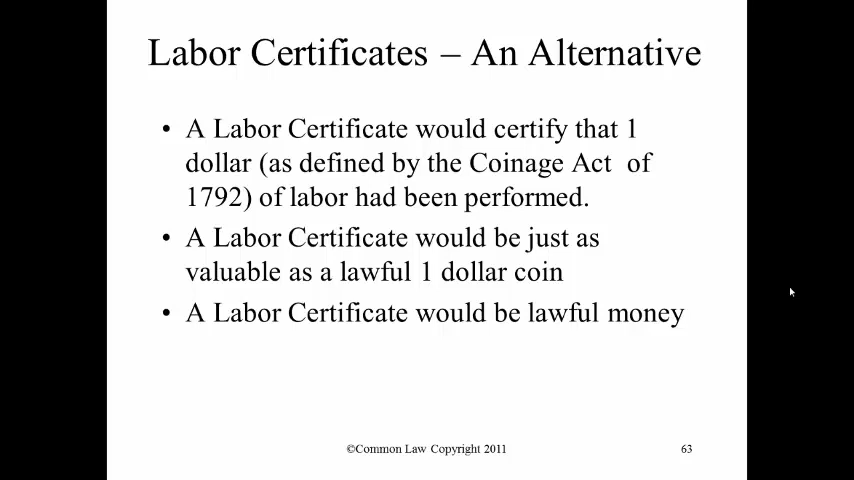 Labor Certificates – An Alternative
• A Labor Certificate would certify that 1
dollar (as defined by the Coinage Act of
1792) of labor had been performed.
• A Labor Certificate would be just as
valuable as a lawful 1 dollar coin
• A Labor Certificate would be lawful money
©Common Law Copyright 2011
63